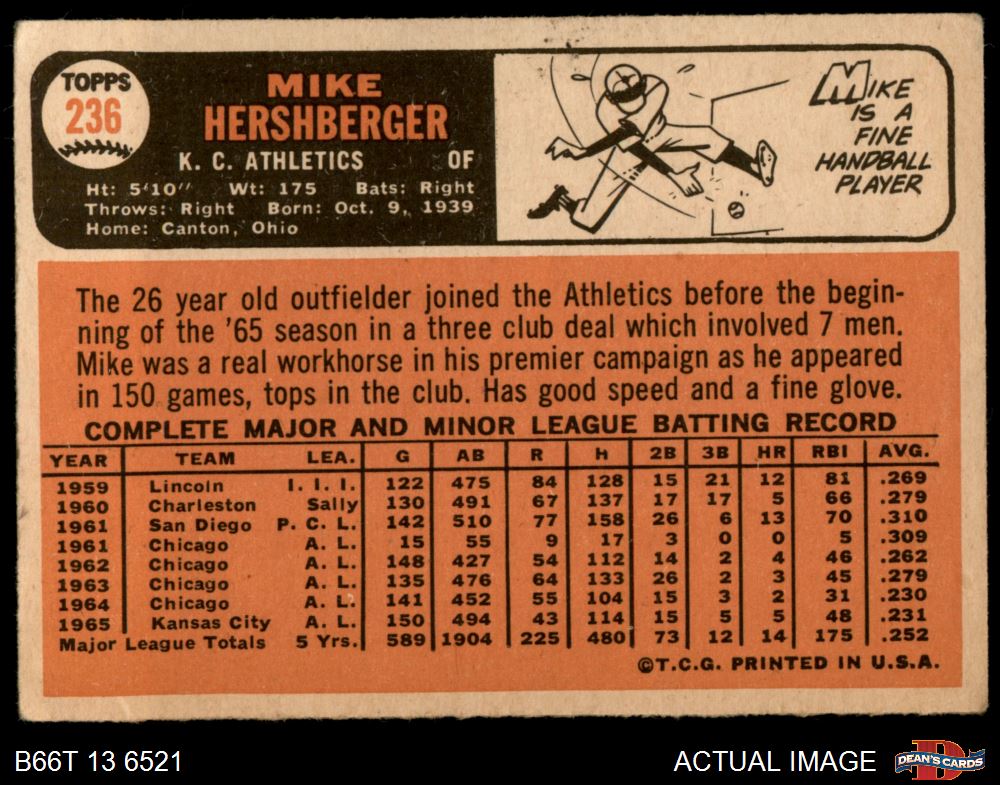 TOPPS
236
MIKE
HERSHBERGER
K. C. ATHLETICS OF
Ht: 5'10" Wt: 175 Bats: Right
Throws: Right Born: Oct. 9, 1939
Home: Canton, Ohio
MIKE
IS A
FINE
HANDBALL
PLAYER
The 26 year old outfielder joined the Athletics before the begin-
ning of the '65 season in a three club deal which involved 7 men.
Mike was a real workhorse in his premier campaign as he appeared
in 150 games, tops in the club. Has good speed and a fine glove.
COMPLETE MAJOR AND MINOR LEAGUE BATTING RECORD
YEAR TEAM LEA. G AB R H 2B 3B HR RBI AVG.
1959 Lincoln I. I. I. 122 475 84 128 15 21 12 81 .269
1960 Charleston Sally 130 491 67 137 17 17 5 66 .279
1961 San Diego P. C. L. 142 510 77 158 26 6 13 70 .310
1961 Chicago A. L. 15 55 9 17 3 0 0 5 .309
1962 Chicago A. L. 148 427 54 112 14 2 4 46 .262
1963 Chicago A. L. 135 476 64 133 26 2 3 45 .279
1964 Chicago A. L. 141 452 55 104 15 3 2 31 .230
1965 Kansas City A. L. 150 494 43 114 15 5 5 48 .231
Major League Totals 5 Yrs. 589 1904 225 480 73 12 14 175 .252
©T.C.G. PRINTED IN U.S.A.
B66T 13 6521 ACTUAL IMAGE
D
DEAN'S CARDS